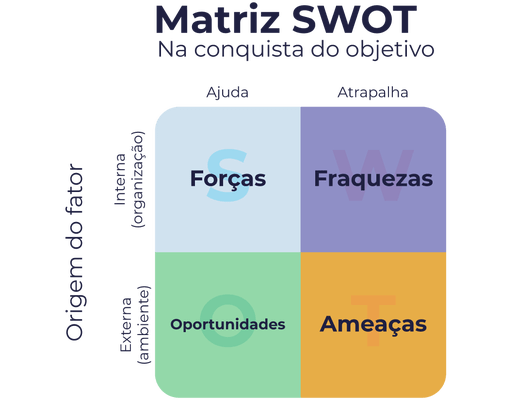 Matriz SWOT
Na conquista do objetivo
Ajuda
Atrapalha
Origem do fator
Interna
(organização)
S
Forças
W
Fraquezas
Externa
(ambiente)
O
Oportunidades
T
Ameaças